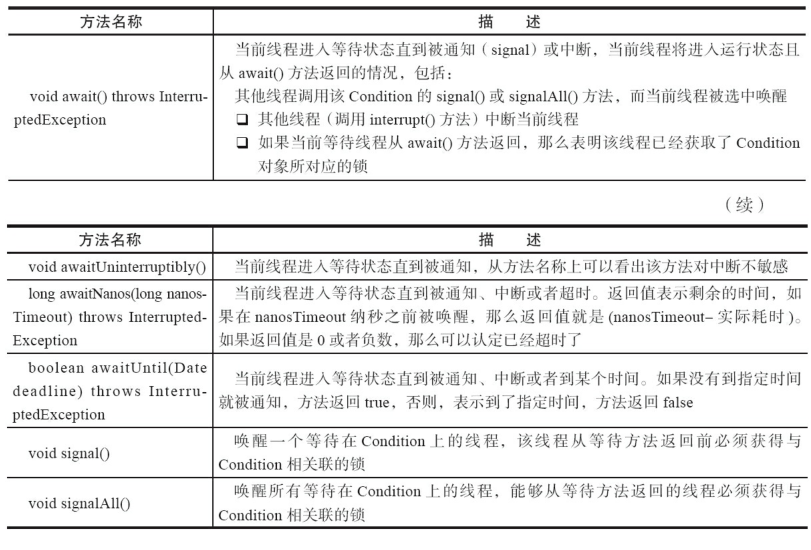 方法名称 描 述
当前线程进入等待状态直到被通知（signal）或中断，当前线程将进入运行状态且
从 await() 方法返回的情况，包括：
void await() throws Interru-
ptedException
其他线程调用该 Condition 的 signal() 或 signalAll() 方法，而当前线程被选中唤醒
❑ 其他线程（调用 interrupt() 方法）中断当前线程
❑ 如果当前等待线程从 await() 方法返回，那么表明该线程已经获取了 Condition
对象所对应的锁
（续）
方法名称 描 述
void awaitUninterruptibly() 当前线程进入等待状态直到被通知，从方法名称上可以看出该方法对中断不敏感
long awaitNanos(long nanos-
Timeout) throws Interrupted-
Exception
当前线程进入等待状态直到被通知、中断或者超时。返回值表示剩余的时间，如
果在 nanosTimeout 纳秒之前被唤醒，那么返回值就是 (nanosTimeout– 实际耗时 )。
如果返回值是 0 或者负数，那么可以认定已经超时了
boolean awaitUntil(Date
deadline) throws Interru-
ptedException
当前线程进入等待状态直到被通知、中断或者到某个时间。如果没有到指定时间
就被通知，方法返回 true，否则，表示到了指定时间，方法返回 false
void signal()
唤醒一个等待在 Condition 上的线程，该线程从等待方法返回前必须获得与
Condition 相关联的锁
void signalAll()
唤醒所有等待在 Condition 上的线程，能够从等待方法返回的线程必须获得与
Condition 相关联的锁